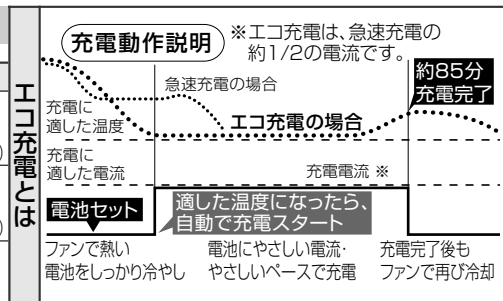 エコ充電とは
充電動作説明
※エコ充電は、急速充電の
約1/2の電流です。
約85分
充電完了
急速充電の場合
充電に
適した温度
エコ充電の場合
充電に
適した電流
充電電流 ※
電池セット
適した温度になったら、
自動で充電スタート
ファンで熱い
電池をしっかり冷やし
電池にやさしい電流・
やさしいペースで充電
充電完了後も
ファンで再び冷却